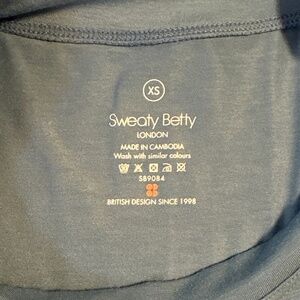 XS
Sweaty Betty
LONDON
MADE IN CAMBODIA
Wash with similar colours
SB9084
BRITISH DESIGN SINCE 1998